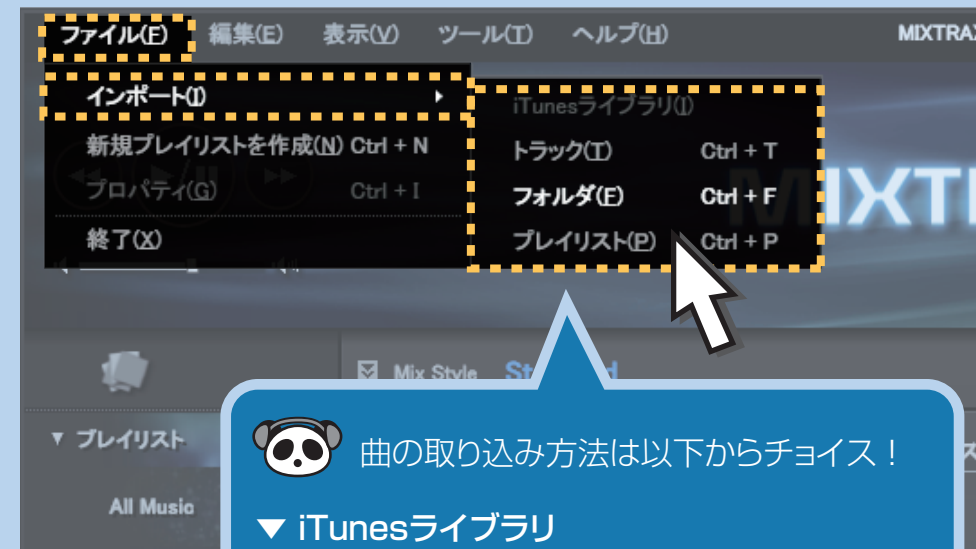 ファイル(F) 編集(E) 表示(V) ツール(T) ヘルプ(H) MIXTRAX
インポート(I)
新規プレイリストを作成(N) Ctrl + N
プロパティ(G) Ctrl + I
終了(X)
iTunesライブラリ(I)
トラック(T) Ctrl + T
フォルダ(F) Ctrl + F
プレイリスト(P) Ctrl + P
MIXT
Mix Style
プレイリスト
All Music
曲の取り込み方法は以下からチョイス!
▼ iTunesライブラリ